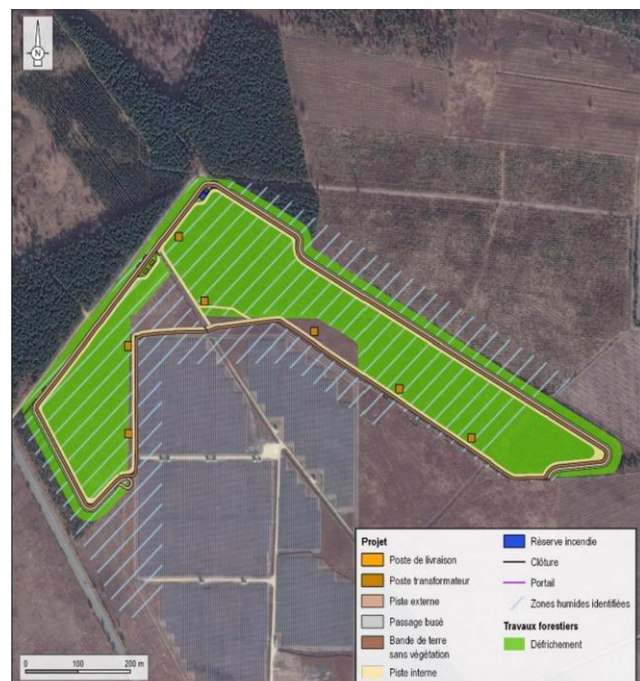 N
0 100 200 m
Projet
Poste de livraison
Poste transformateur
Piste externe
Passage busé
Bande de terre
sans végétation
Piste interne
Réserve incendie
Clôture
Portail
Zones humides identifiées
Travaux forestiers
Défrichement